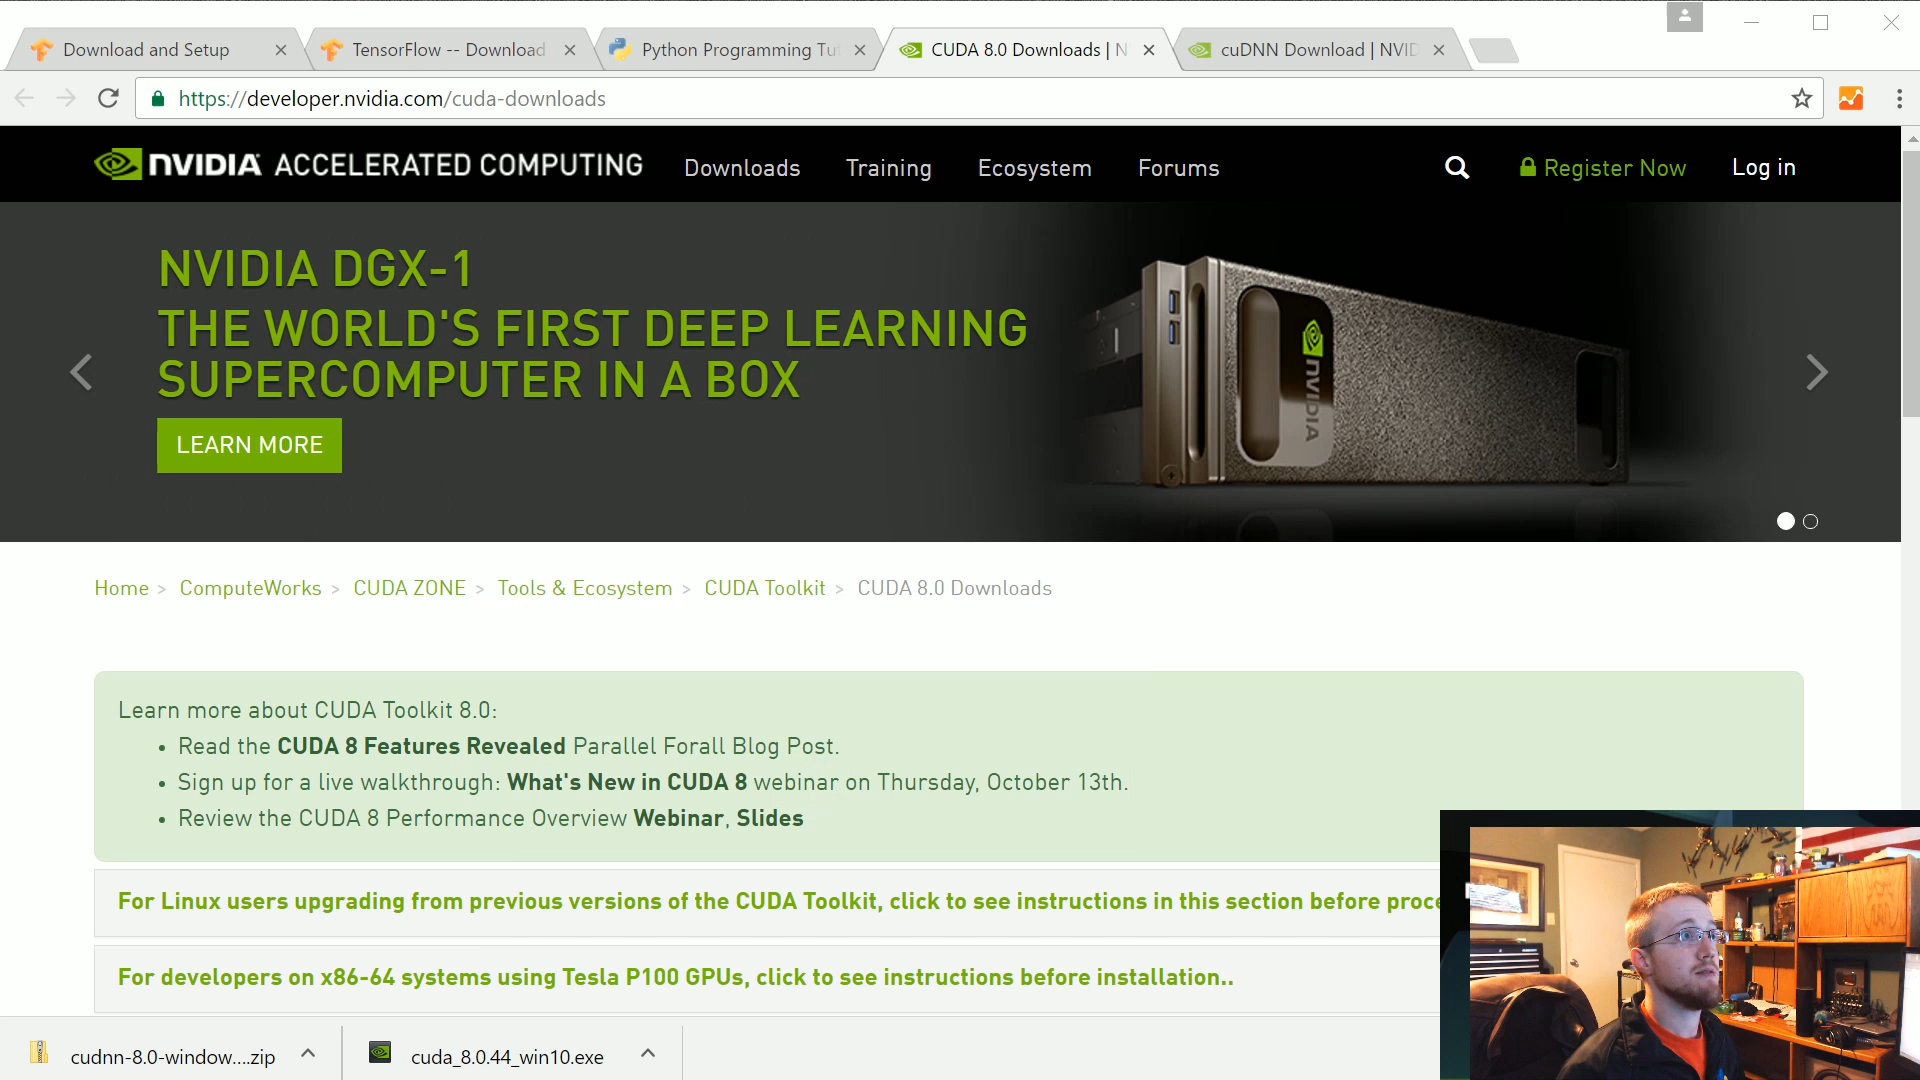 Download and Setup
TensorFlow -- Download
Python Programming Tu
CUDA 8.0 Downloads | N
cuDNN Download | NVID
https://developer.nvidia.com/cuda-downloads
NVIDIA ACCELERATED COMPUTING
Downloads
Training
Ecosystem
Forums
Register Now
Log in
NVIDIA DGX-1
THE WORLD'S FIRST DEEP LEARNING
SUPERCOMPUTER IN A BOX
LEARN MORE
NVIDIA
Home > ComputeWorks > CUDA ZONE > Tools & Ecosystem > CUDA Toolkit > CUDA 8.0 Downloads
Learn more about CUDA Toolkit 8.0:
• Read the CUDA 8 Features Revealed Parallel Forall Blog Post.
• Sign up for a live walkthrough: What's New in CUDA 8 webinar on Thursday, October 13th.
• Review the CUDA 8 Performance Overview Webinar, Slides
For Linux users upgrading from previous versions of the CUDA Toolkit, click to see instructions in this section before proce
For developers on x86-64 systems using Tesla P100 GPUs, click to see instructions before installation..
cudnn-8.0-window....zip
cuda_8.0.44_win10.exe